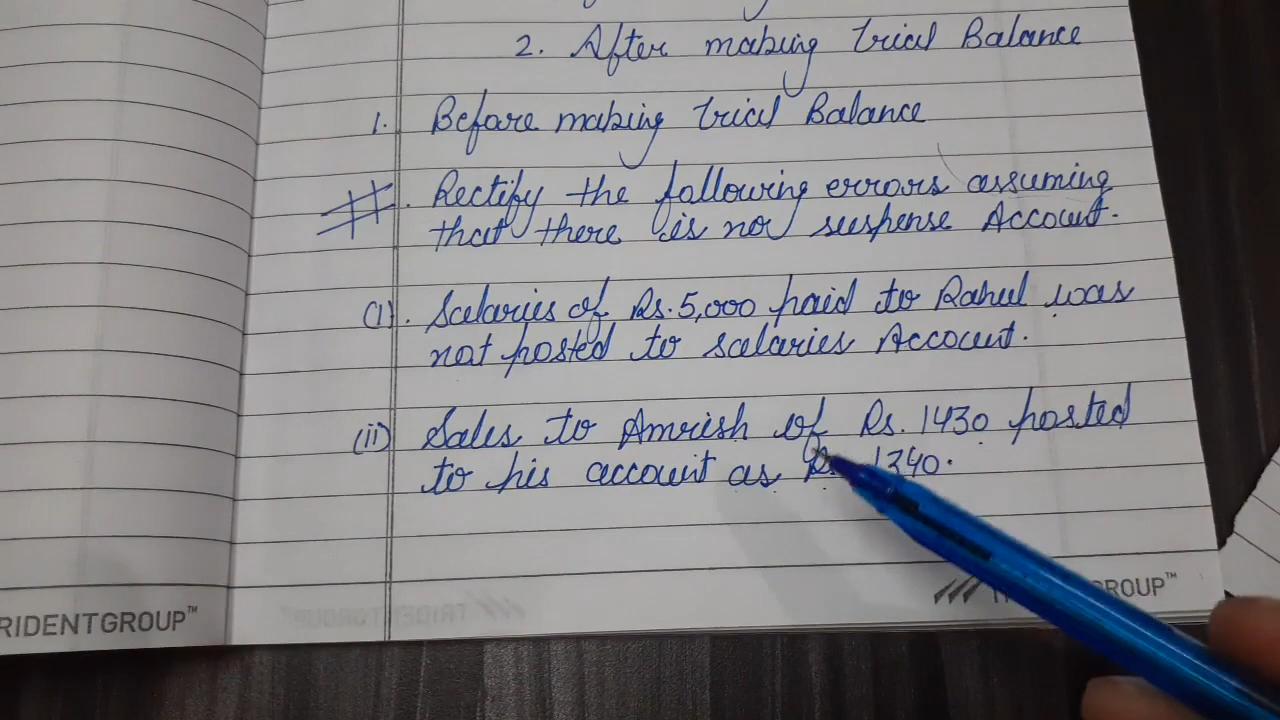 2. After making trial Balance
1. Before making trial Balance
#. Rectify the following errors assuming
that there is no suspense Account.
(i). Salaries of Rs. 5,000 paid to Rahul was
not posted to salaries Account.
(ii) Sales to Amrish of Rs. 1430 posted
to his account as Rs. 1340.
RIDENTGROUP™
ROUP™